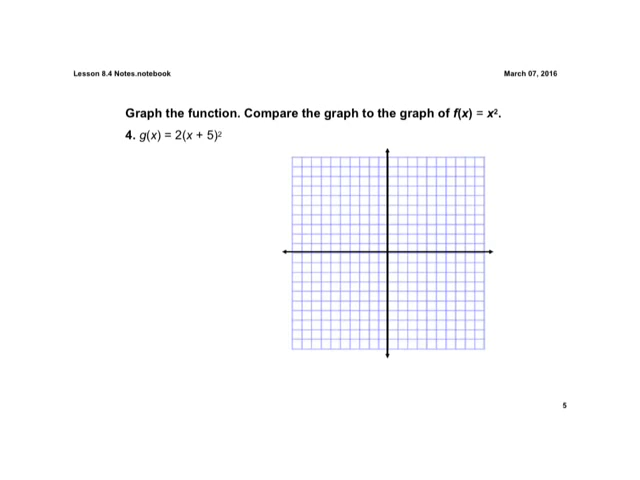 Lesson 8.4 Notes.notebook
March 07, 2016
Graph the function. Compare the graph to the graph of f(x) = x².
4. g(x) = 2(x + 5)²
5